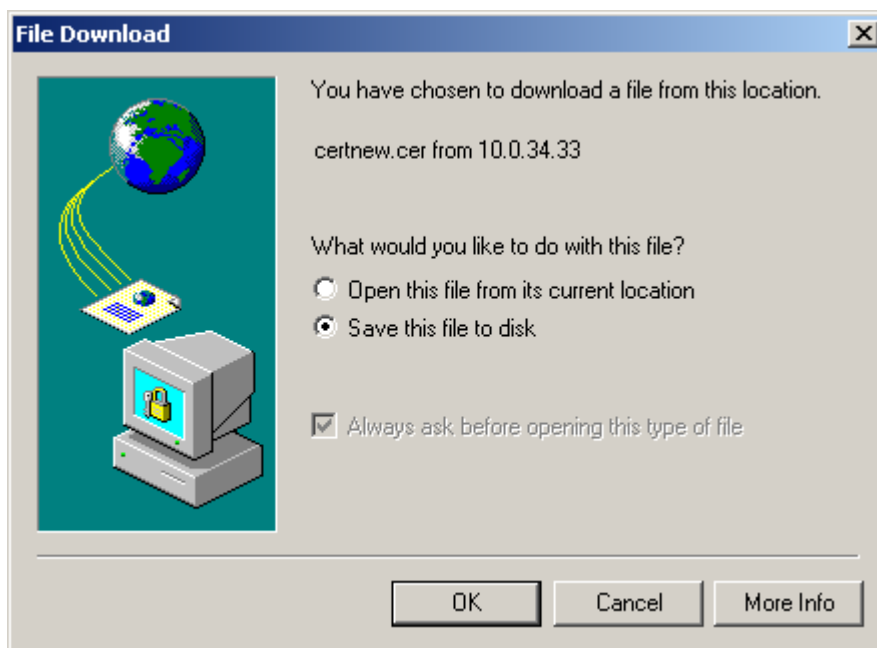 File Download
You have chosen to download a file from this location.
certnew.cer from 10.0.34.33
What would you like to do with this file?
Open this file from its current location
Save this file to disk
Always ask before opening this type of file
OK
Cancel
More Info